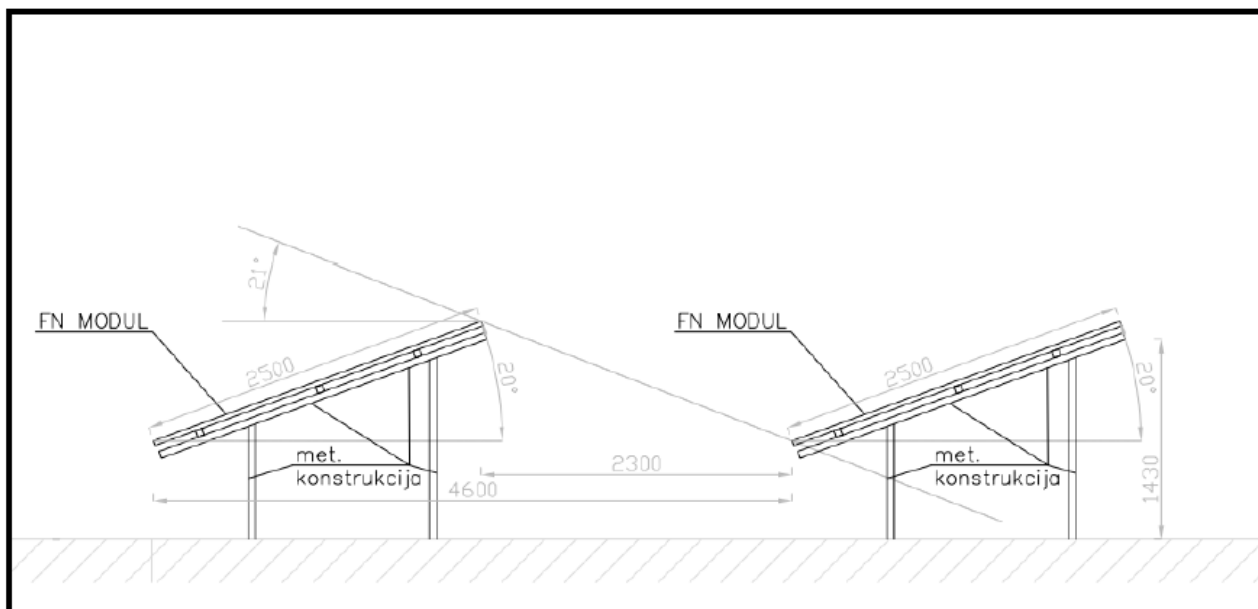 21°
FN MODUL
2500
20°
met.
konstrukcija
2300
4600
FN MODUL
2500
20°
met.
konstrukcija
1430